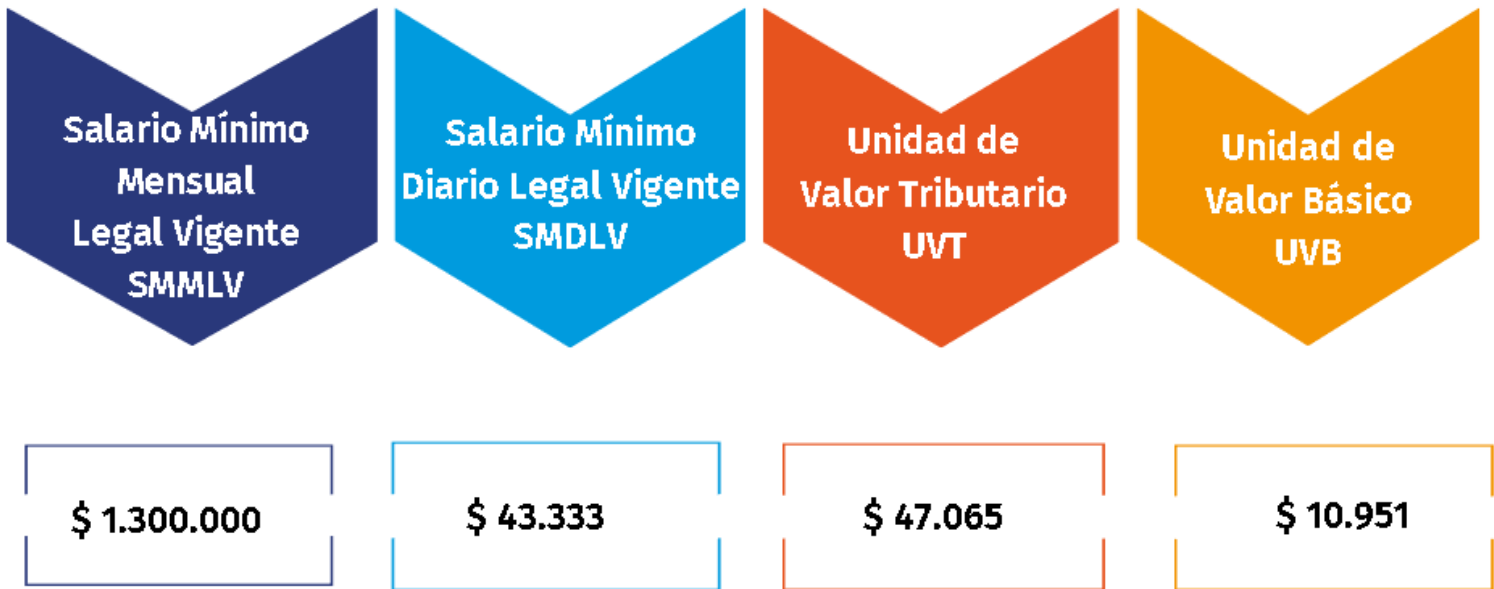 Salario Mínimo
Mensual
Legal Vigente
SMMLV
Salario Mínimo
Diario Legal Vigente
SMDLV
Unidad de
Valor Tributario
UVT
Unidad de
Valor Básico
UVB
$ 1.300.000
$ 43.333
$ 47.065
$ 10.951